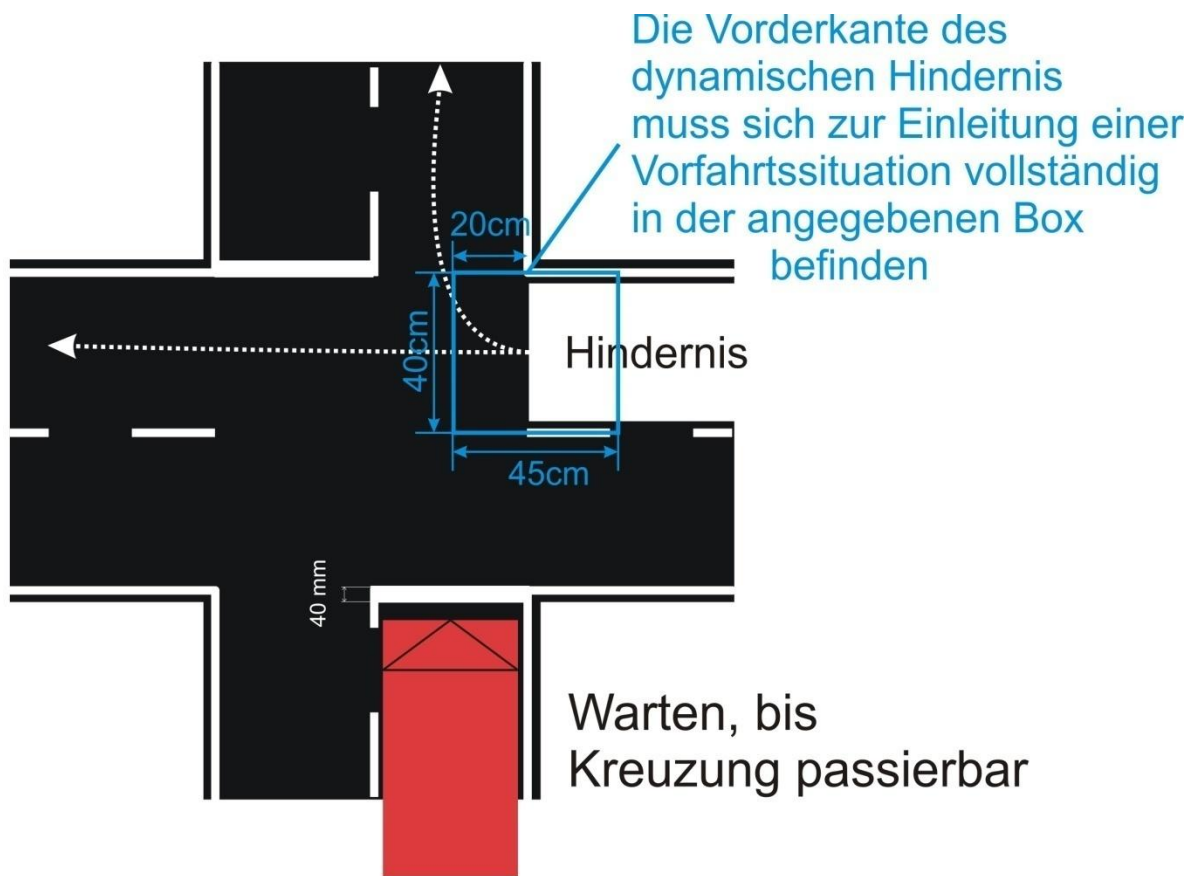 Die Vorderkante des
dynamischen Hindernis
muss sich zur Einleitung einer
Vorfahrtssituation vollständig
in der angegebenen Box
befinden
20cm
40cm
Hindernis
45cm
40 mm
Warten, bis
Kreuzung passierbar